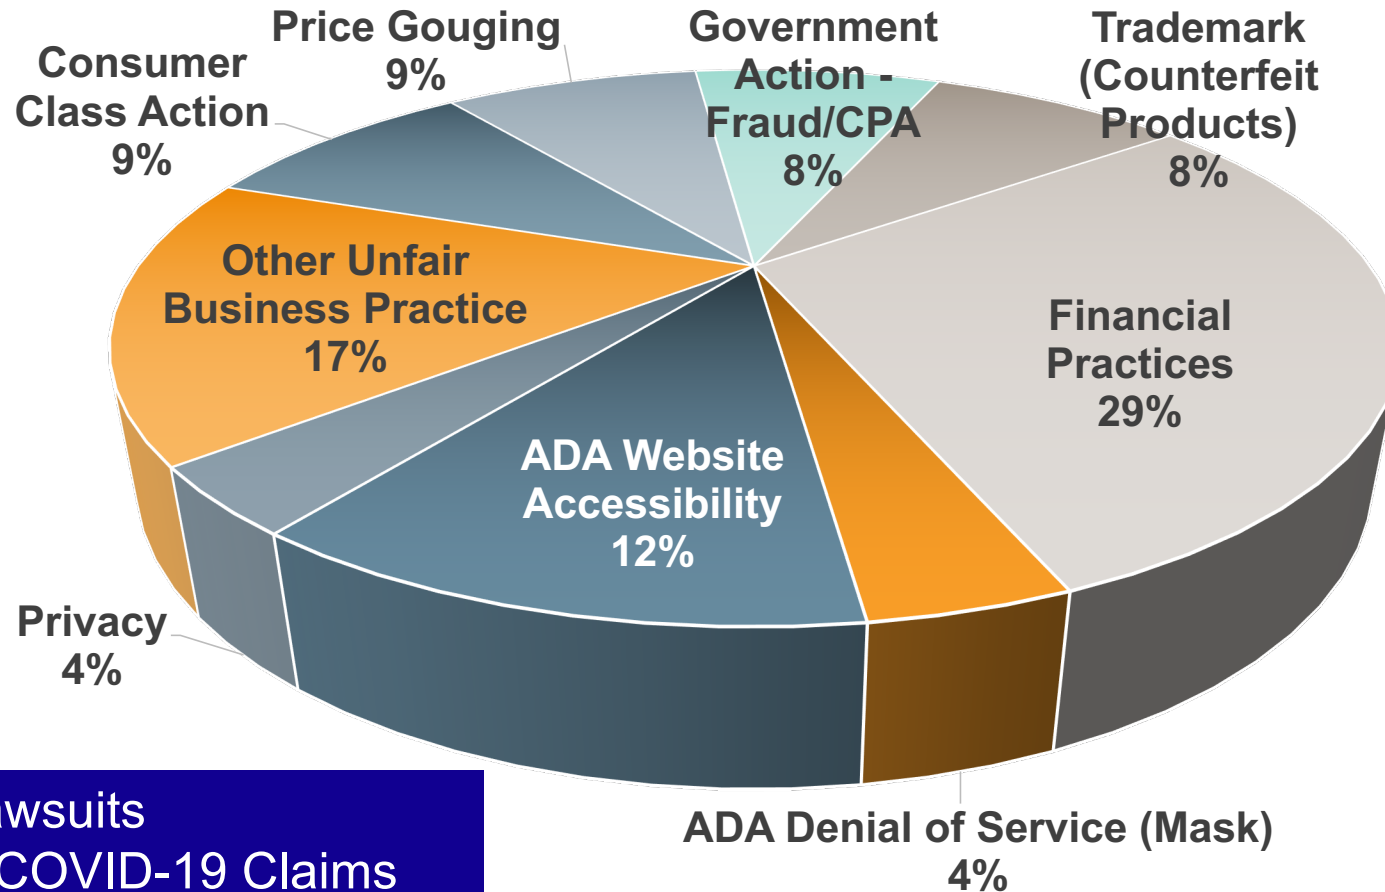 Price Gouging
9%
Government
Action -
Fraud/CPA
8%
Trademark
(Counterfeit
Products)
8%
Consumer
Class Action
9%
Other Unfair
Business Practice
17%
Financial
Practices
29%
ADA Website
Accessibility
12%
Privacy
4%
ADA Denial of Service (Mask)
4%
COVID-19 Claims